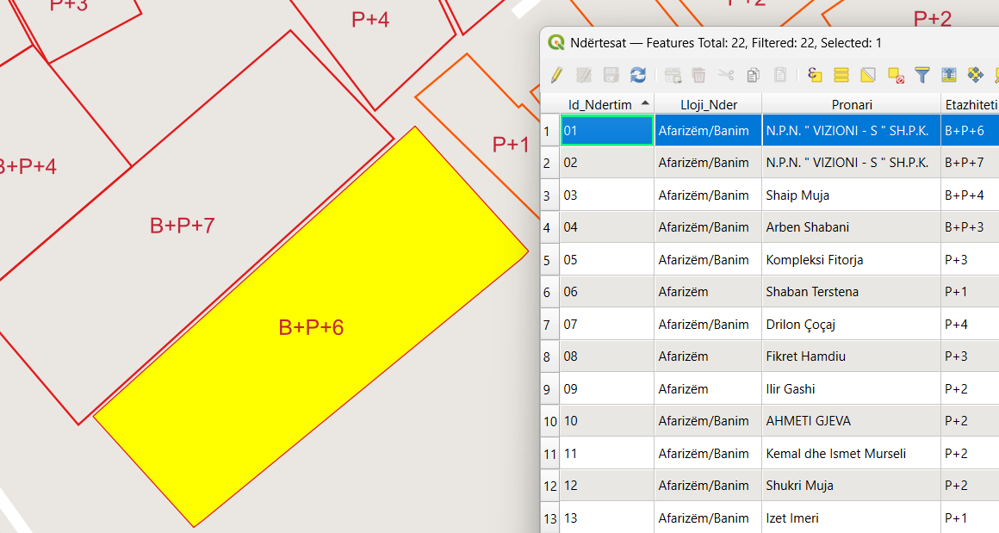 P+3
P+4
P+2
P+2
B+P+4
P+1
B+P+7
B+P+6
Ndërtesat — Features Total: 22, Filtered: 22, Selected: 1
Id_Ndertim Lloji_Nder Pronari Etazhiteti
1 01 Afarizëm/Banim N.P.N. " VIZIONI - S " SH.P.K. B+P+6
2 02 Afarizëm/Banim N.P.N. " VIZIONI - S " SH.P.K. B+P+7
3 03 Afarizëm/Banim Shaip Muja B+P+4
4 04 Afarizëm/Banim Arben Shabani B+P+3
5 05 Afarizëm/Banim Kompleksi Fitorja P+3
6 06 Afarizëm Shaban Terstena P+1
7 07 Afarizëm/Banim Drilon Çoçaj P+4
8 08 Afarizëm Fikret Hamdiu P+3
9 09 Afarizëm Ilir Gashi P+2
10 10 Afarizëm/Banim AHMETI GJEVA P+2
11 11 Afarizëm/Banim Kemal dhe Ismet Murseli P+2
12 12 Afarizëm/Banim Shukri Muja P+2
13 13 Afarizëm/Banim Izet Imeri P+1